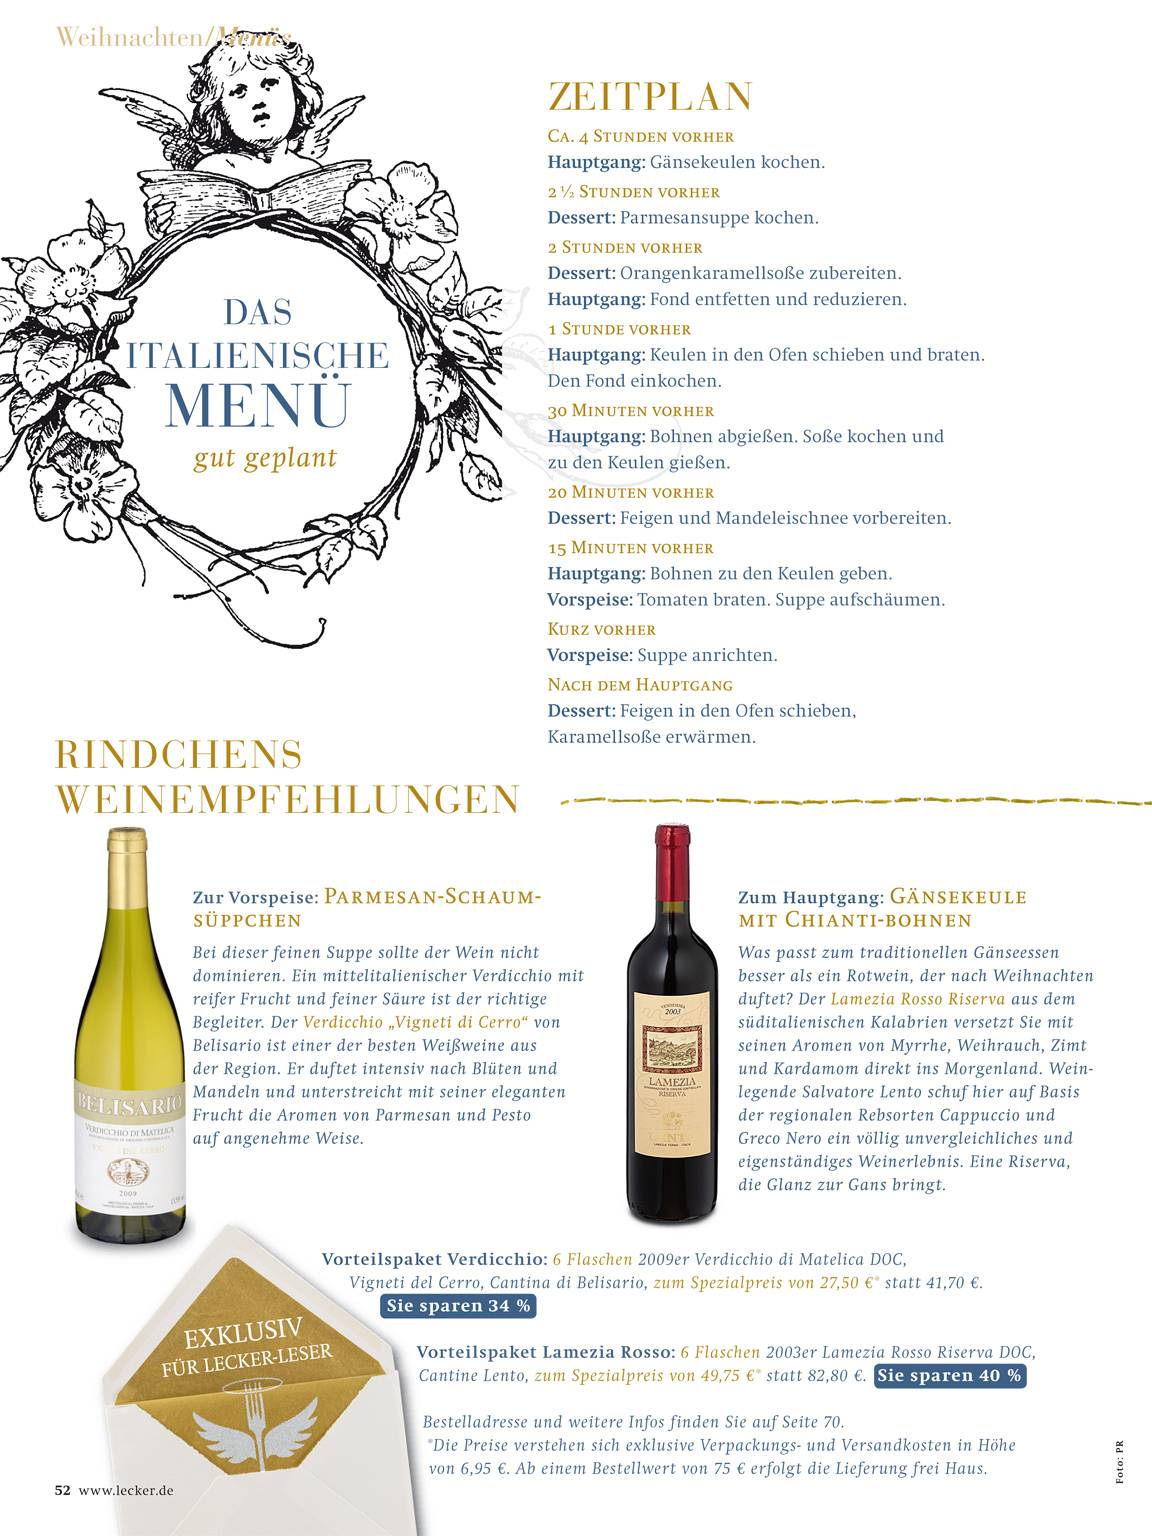 Weihnachten/Menüs
DAS
ITALIENISCHE
MENÜ
gut geplant
ZEITPLAN
Ca. 4 Stunden vorher
Hauptgang: Gänsekeulen kochen.
2 ½ Stunden vorher
Dessert: Parmesansuppe kochen.
2 Stunden vorher
Dessert: Orangenkaramellsoße zubereiten.
Hauptgang: Fond entfetten und reduzieren.
1 Stunde vorher
Hauptgang: Keulen in den Ofen schieben und braten.
Den Fond einkochen.
30 Minuten vorher
Hauptgang: Bohnen abgießen. Soße kochen und
zu den Keulen gießen.
20 Minuten vorher
Dessert: Feigen und Mandeleischnee vorbereiten.
15 Minuten vorher
Hauptgang: Bohnen zu den Keulen geben.
Vorspeise: Tomaten braten. Suppe aufschäumen.
Kurz vorher
Vorspeise: Suppe anrichten.
Nach dem Hauptgang
Dessert: Feigen in den Ofen schieben,
Karamellsoße erwärmen.
RINDCHENS
WEINEMPFEHLUNGEN
Zur Vorspeise: Parmesan-Schaum-
süppchen
Bei dieser feinen Suppe sollte der Wein nicht
dominieren. Ein mittelitalienischer Verdicchio mit
reifer Frucht und feiner Säure ist der richtige
Begleiter. Der Verdicchio „Vigneti di Cerro“ von
Belisario ist einer der besten Weißweine aus
der Region. Er duftet intensiv nach Blüten und
Mandeln und unterstreicht mit seiner eleganten
Frucht die Aromen von Parmesan und Pesto
auf angenehme Weise.
BELISARIO
VERDICCHIO DI MATELICA
2009
Zum Hauptgang: Gänsekeule
mit Chianti-bohnen
Was passt zum traditionellen Gänseessen
besser als ein Rotwein, der nach Weihnachten
duftet? Der Lamezia Rosso Riserva aus dem
süditalienischen Kalabrien versetzt Sie mit
seinen Aromen von Myrrhe, Weihrauch, Zimt
und Kardamom direkt ins Morgenland. Wein-
legende Salvatore Lento schuf hier auf Basis
der regionalen Rebsorten Cappuccio und
Greco Nero ein völlig unvergleichliches und
eigenständiges Weinerlebnis. Eine Riserva,
die Glanz zur Gans bringt.
VENDEMMIA
2003
LAMEZIA
RISERVA
LENTO
Vorteilspaket Verdicchio: 6 Flaschen 2009er Verdicchio di Matelica DOC,
Vigneti del Cerro, Cantina di Belisario, zum Spezialpreis von 27,50 €* statt 41,70 €.
Sie sparen 34 %
EXKLUSIV
FÜR LECKER-LESER
Vorteilspaket Lamezia Rosso: 6 Flaschen 2003er Lamezia Rosso Riserva DOC,
Cantine Lento, zum Spezialpreis von 49,75 €* statt 82,80 €. Sie sparen 40 %
Bestelladresse und weitere Infos finden Sie auf Seite 70.
*Die Preise verstehen sich exklusive Verpackungs- und Versandkosten in Höhe
von 6,95 €. Ab einem Bestellwert von 75 € erfolgt die Lieferung frei Haus.
Foto: PR
52 www.lecker.de